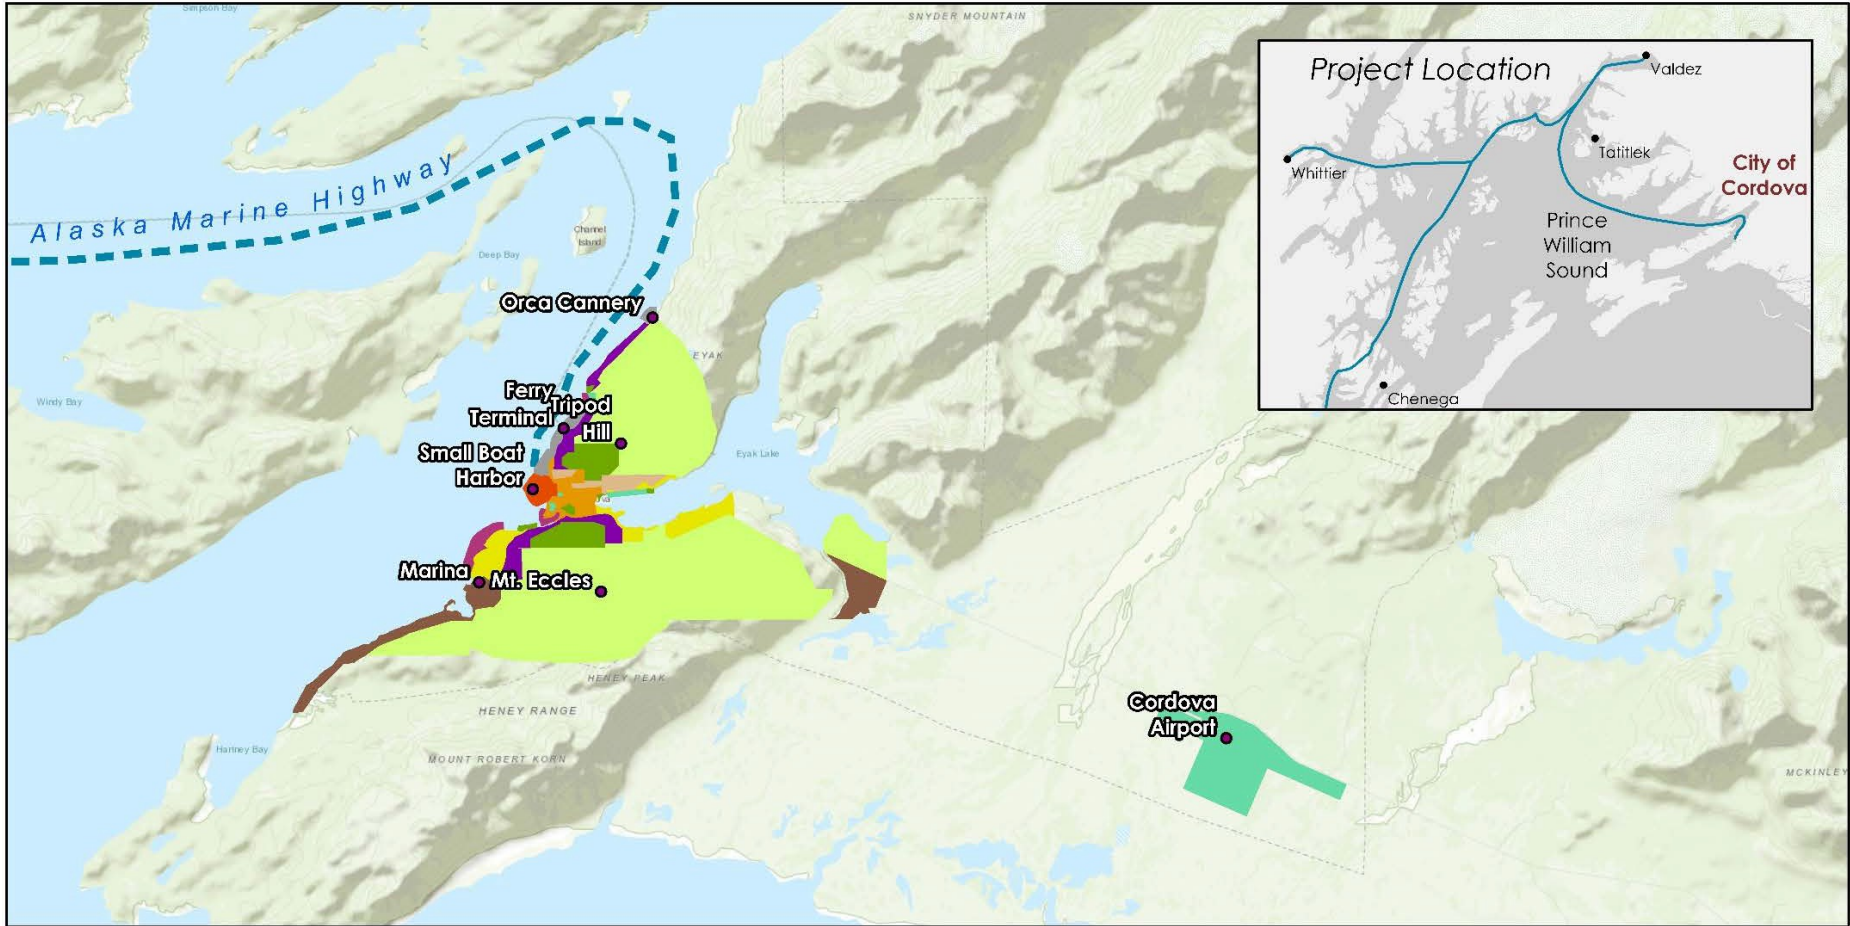 Simpson Bay
SNYDER MOUNTAIN
Project Location
Valdez
Tatitlek
Whittier
City of
Cordova
Prince
William
Sound
Chenega
Alaska Marine Highway
Channel
Island
Deep Bay
Orca Cannery
EYAK
Windy Bay
Ferry
Terminal
Tripod
Hill
Small Boat
Harbor
Eyak Lake
Marina
Mt. Eccles
HENEY PEAK
HENEY RANGE
Cordova
Airport
Hartney Bay
MOUNT ROBERT KORN
MCKINLEY